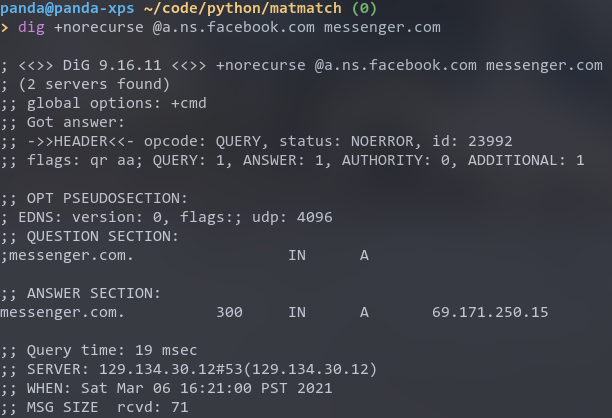 panda@panda-xps ~/code/python/matmatch (0)
> dig +norecurse @a.ns.facebook.com messenger.com
; <<>> DiG 9.16.11 <<>> +norecurse @a.ns.facebook.com messenger.com
; (2 servers found)
;; global options: +cmd
;; Got answer:
;; ->>HEADER<<- opcode: QUERY, status: NOERROR, id: 23992
;; flags: qr aa; QUERY: 1, ANSWER: 1, AUTHORITY: 0, ADDITIONAL: 1
;; OPT PSEUDOSECTION:
; EDNS: version: 0, flags:; udp: 4096
;; QUESTION SECTION:
;messenger.com. IN A
;; ANSWER SECTION:
messenger.com. 300 IN A 69.171.250.15
;; Query time: 19 msec
;; SERVER: 129.134.30.12#53(129.134.30.12)
;; WHEN: Sat Mar 06 16:21:00 PST 2021
;; MSG SIZE rcvd: 71